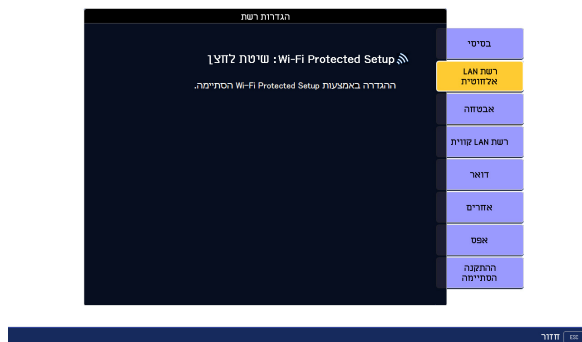 הגדרות רשת
Wi-Fi Protected Setup: שיטת לחצן
ההגדרה באמצעות Wi-Fi Protected Setup הסתיימה.
בסיסי
רשת LAN
אלחוטית
אבטחה
רשת LAN קווית
דואר
אחרים
אפס
ההתקנה
הסתיימה
ESC חזור